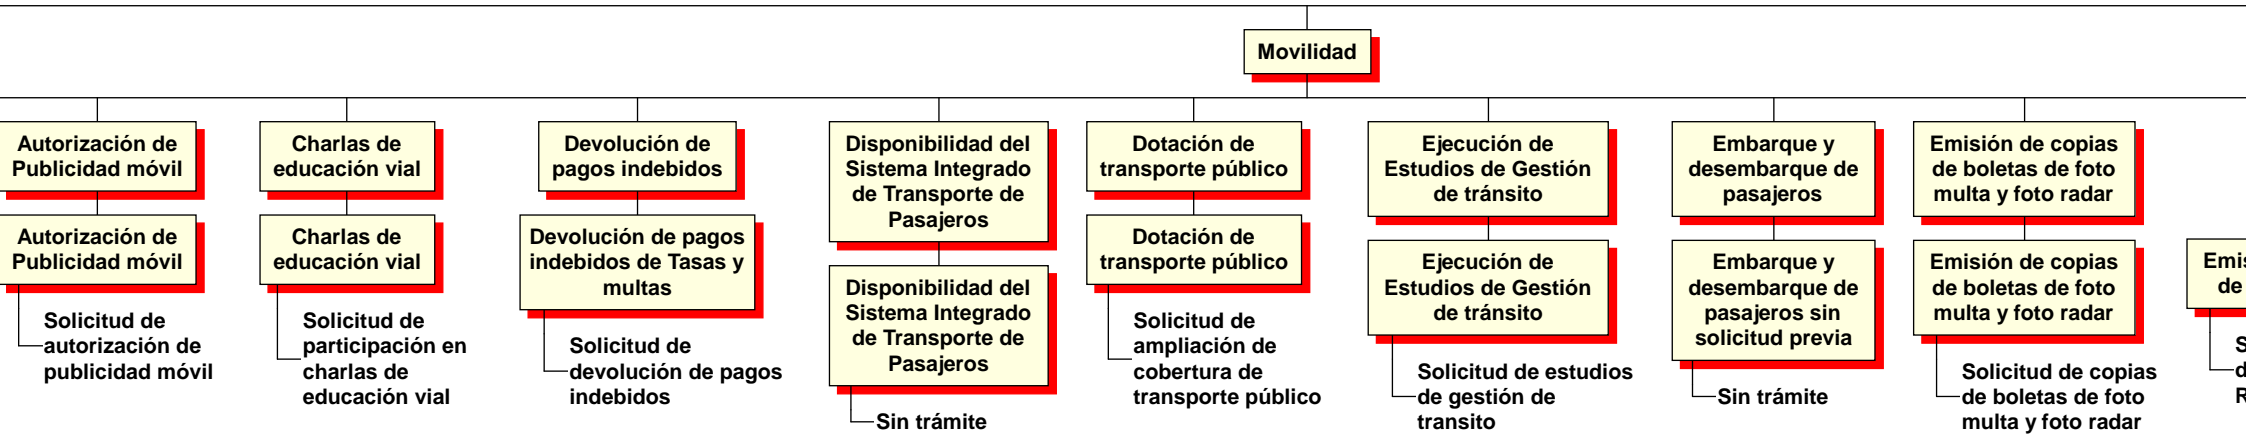 Movilidad
Autorización de
Publicidad móvil
Autorización de
Publicidad móvil
Solicitud de
autorización de
publicidad móvil
Charlas de
educación vial
Charlas de
educación vial
Solicitud de
participación en
charlas de
educación vial
Devolución de
pagos indebidos
Devolución de pagos
indebidos de Tasas y
multas
Solicitud de
devolución de pagos
indebidos
Disponibilidad del
Sistema Integrado
de Transporte de
Pasajeros
Disponibilidad del
Sistema Integrado
de Transporte de
Pasajeros
Sin trámite
Dotación de
transporte público
Dotación de
transporte público
Solicitud de
ampliación de
cobertura de
transporte público
Ejecución de
Estudios de Gestión
de tránsito
Ejecución de
Estudios de Gestión
de tránsito
Solicitud de estudios
de gestión de
transito
Embarque y
desembarque de
pasajeros
Embarque y
desembarque de
pasajeros sin
solicitud previa
Sin trámite
Emisión de copias
de boletas de foto
multa y foto radar
Emisión de copias
de boletas de foto
multa y foto radar
Solicitud de copias
de boletas de foto
multa y foto radar
de